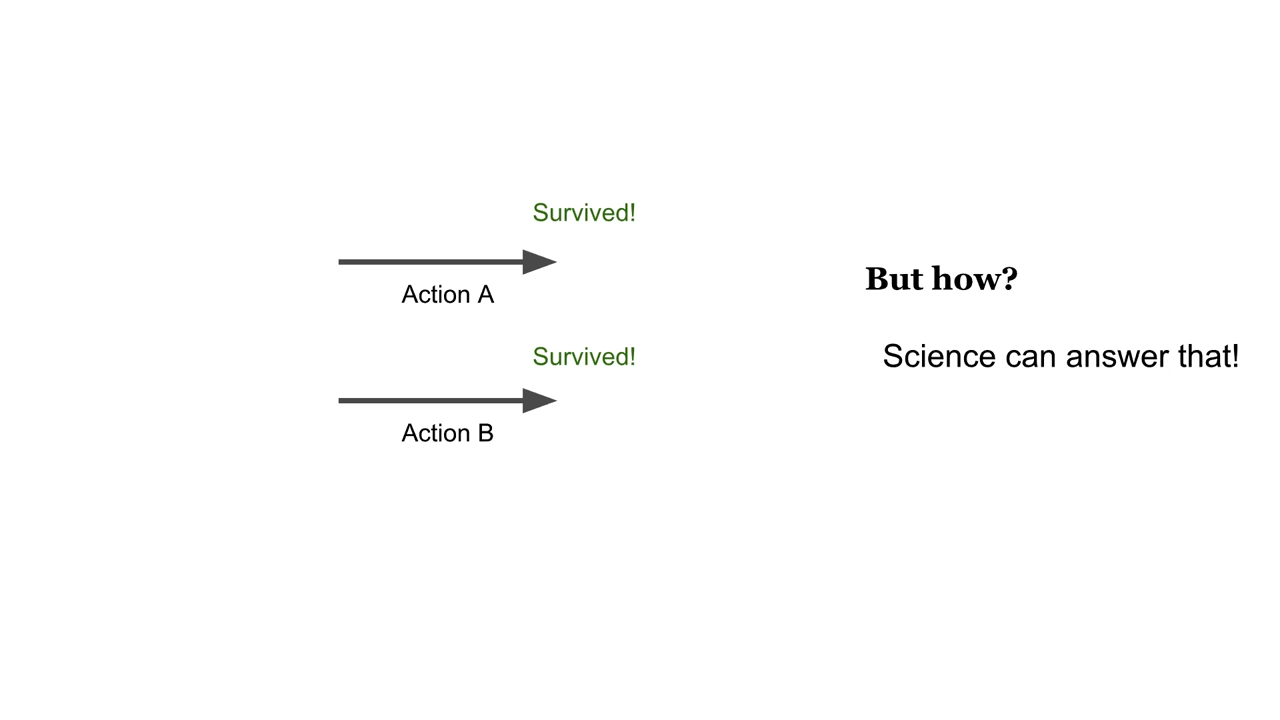 Survived!
Action A
Survived!
Action B
But how?
Science can answer that!